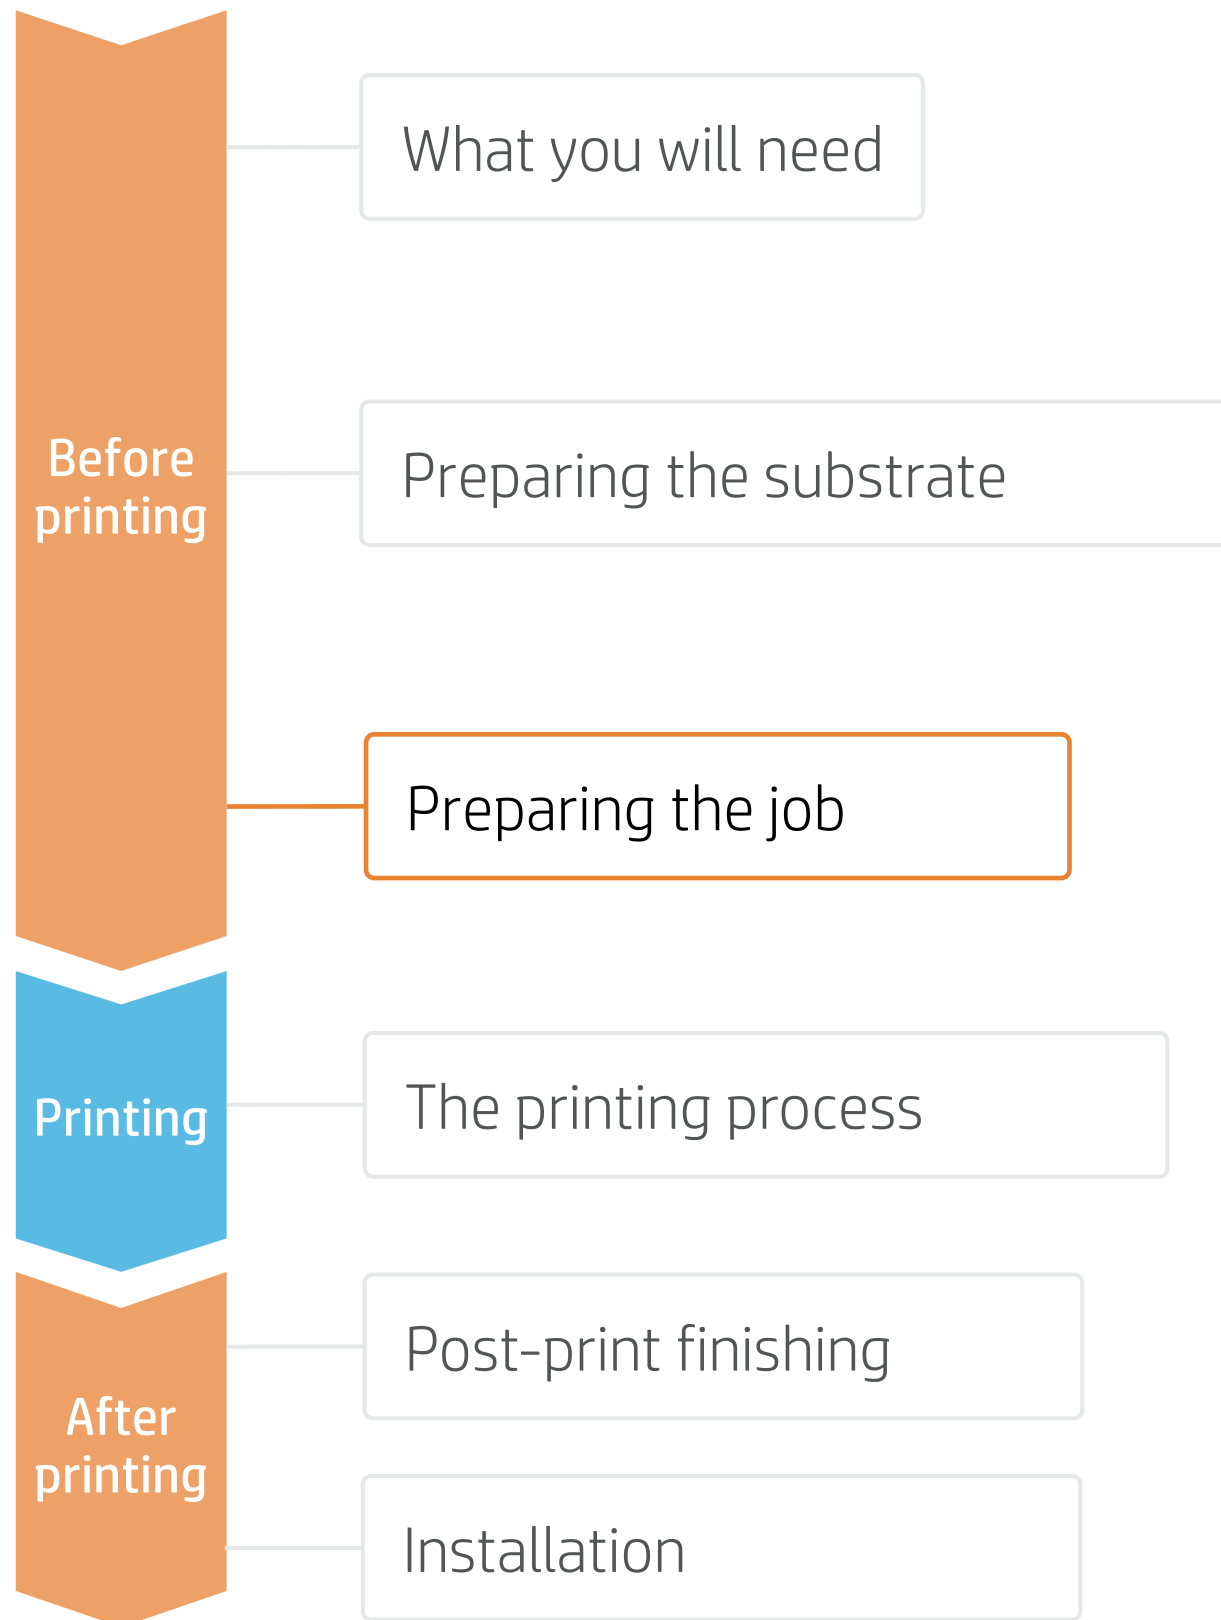 What you will need
Before
printing
Preparing the substrate
Preparing the job
Printing
The printing process
Post-print finishing
After
printing
Installation